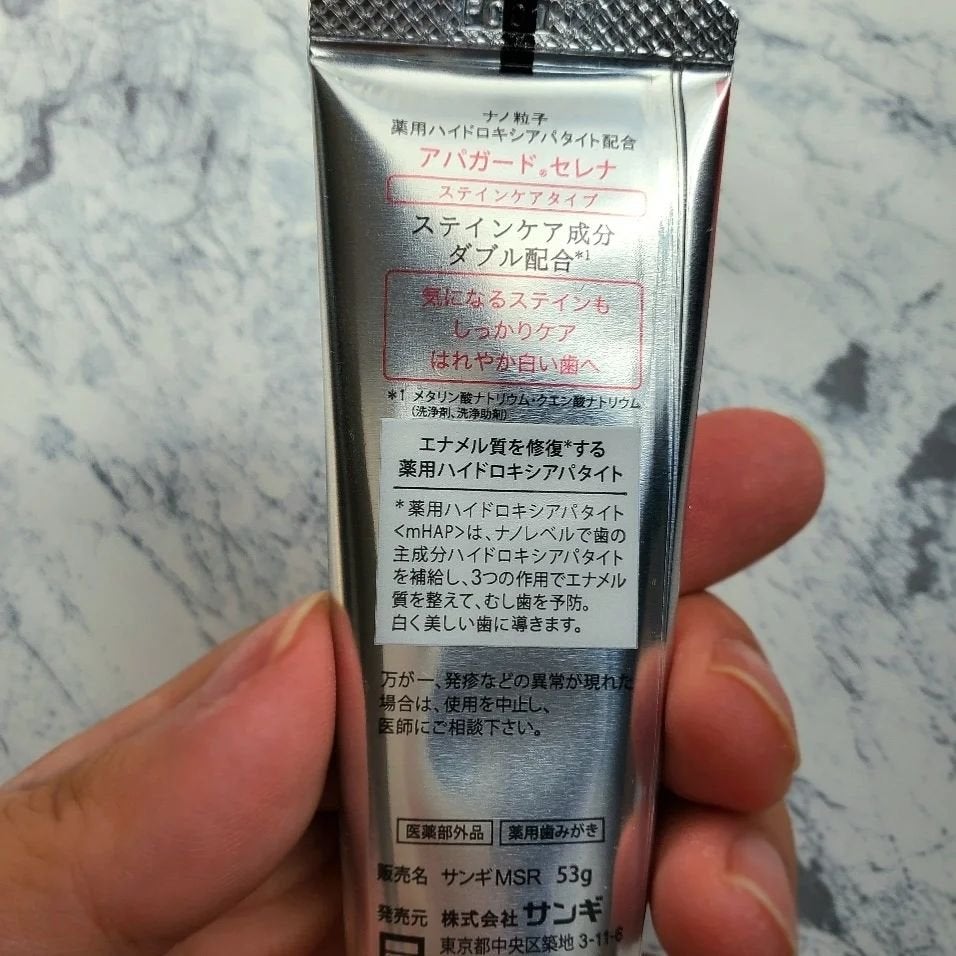 ナノ粒子
薬用ハイドロキシアパタイト配合
アパガード®セレナ
ステインケアタイプ
ステインケア成分
ダブル配合*1
気になるステインも
しっかりケア
はれやか白い歯へ
*1 メタリン酸ナトリウム・クエン酸ナトリウム
(洗浄剤、洗浄助剤)
エナメル質を修復*する
薬用ハイドロキシアパタイト
*薬用ハイドロキシアパタイト
<mHAP>は、ナノレベルで歯の
主成分ハイドロキシアパタイト
を補給し、3つの作用でエナメル
質を整えて、むし歯を予防。
白く美しい歯に導きます。
万が一、発疹などの異常が現れた
場合は、使用を中止し、
医師にご相談下さい。
医薬部外品 薬用歯みがき
販売名 サンギMSR 53g
発売元 株式会社 サンギ
東京都中央区築地 3-11-6